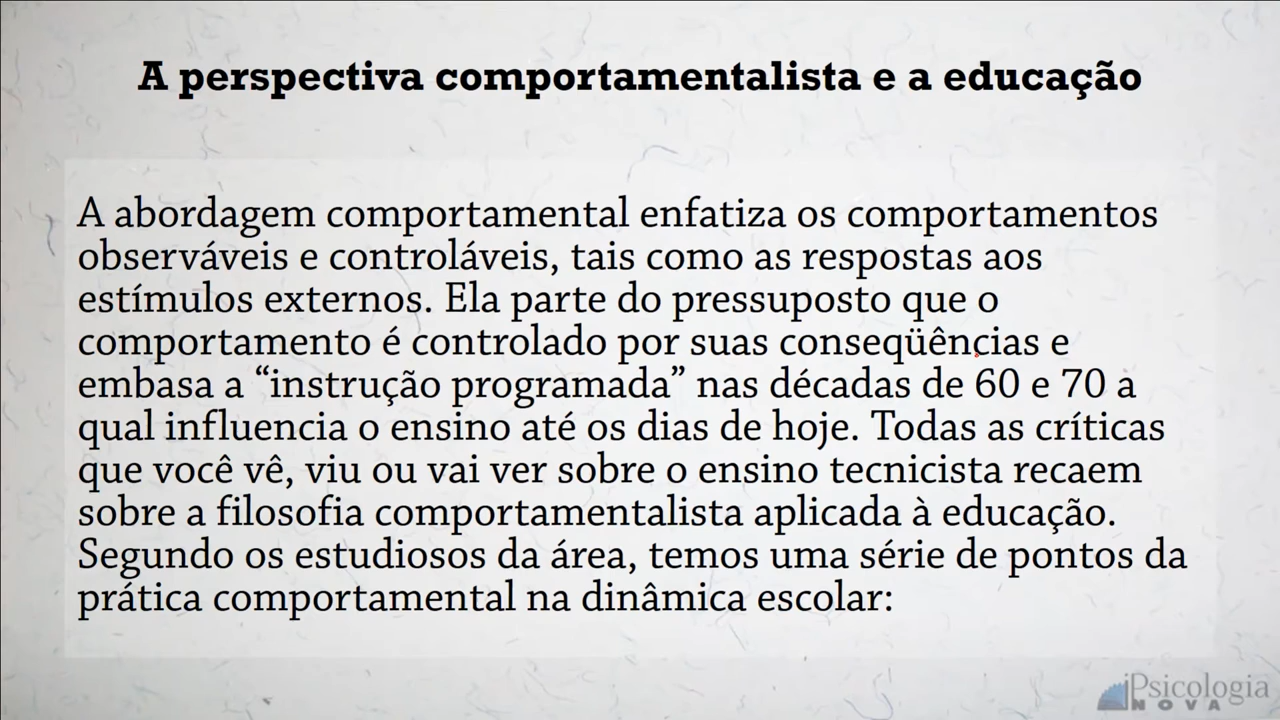 A perspectiva comportamentalista e a educação
A abordagem comportamental enfatiza os comportamentos
observáveis e controláveis, tais como as respostas aos
estímulos externos. Ela parte do pressuposto que o
comportamento é controlado por suas conseqüências e
embasa a “instrução programada” nas décadas de 60 e 70 a
qual influencia o ensino até os dias de hoje. Todas as críticas
que você vê, viu ou vai ver sobre o ensino tecnicista recaem
sobre a filosofia comportamentalista aplicada à educação.
Segundo os estudiosos da área, temos uma série de pontos da
prática comportamental na dinâmica escolar:
Psicologia
NOVA